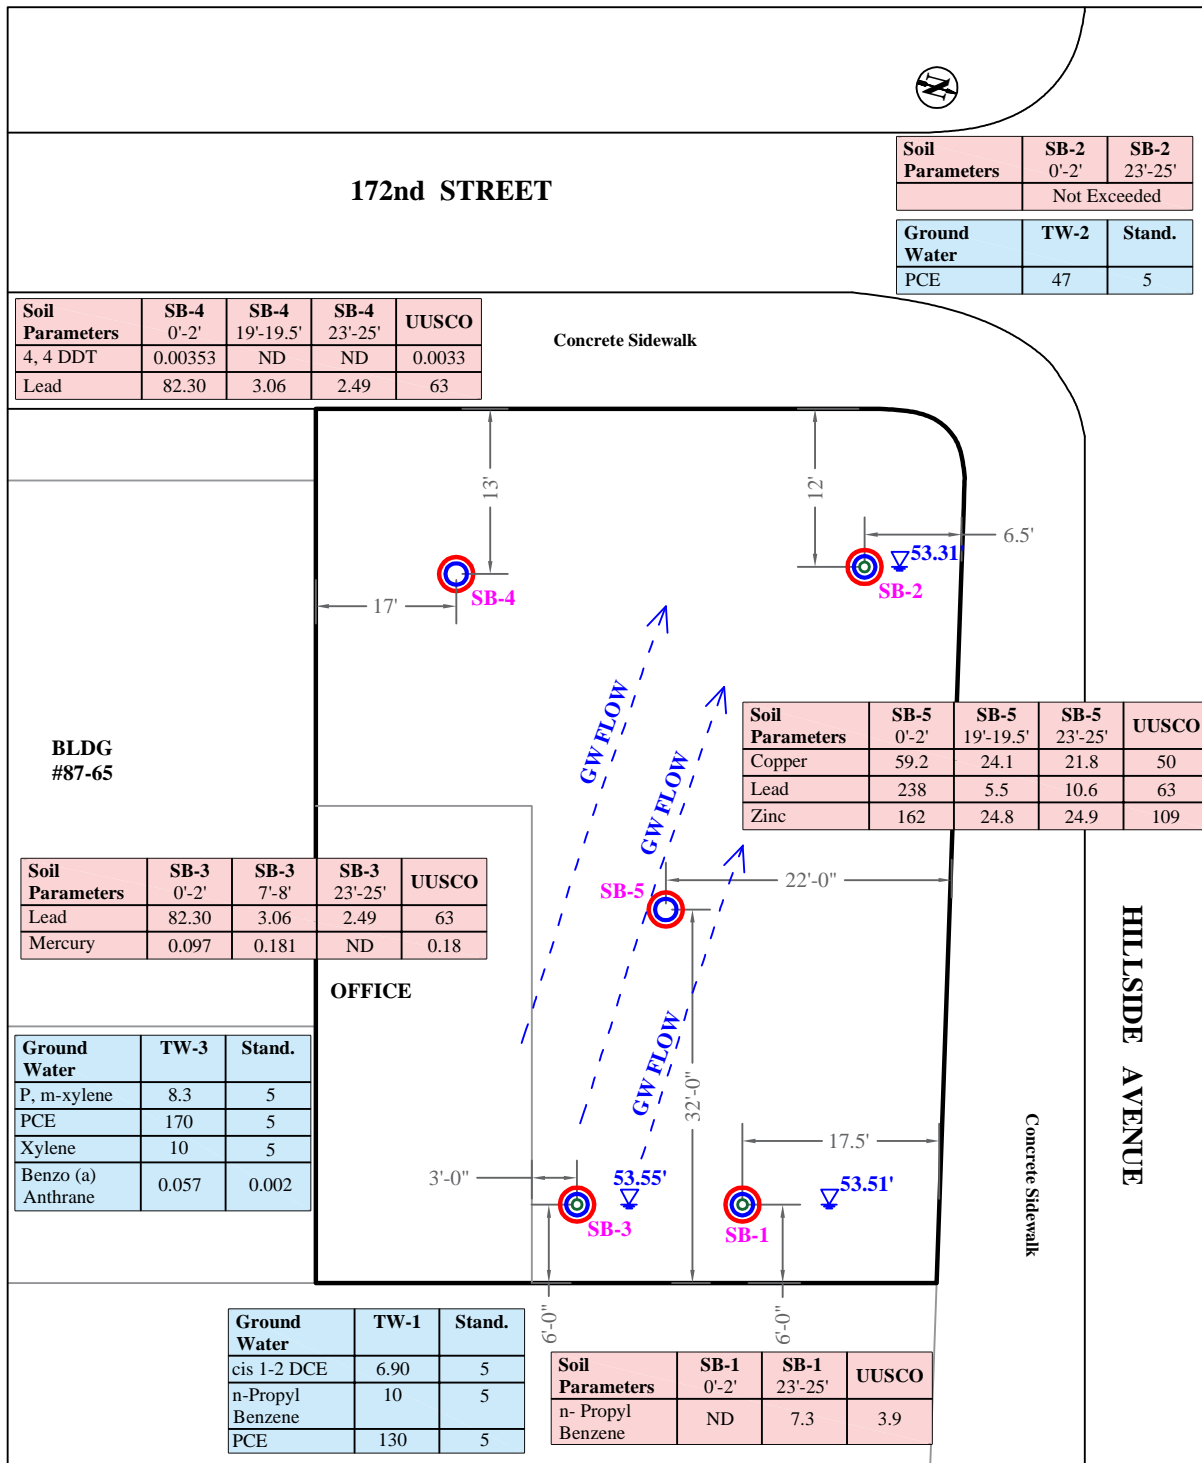 N
172nd STREET
Soil Parameters SB-2 0'-2' SB-2 23'-25'
Not Exceeded
Ground Water TW-2 Stand.
PCE 47 5
Soil Parameters SB-4 0'-2' SB-4 19'-19.5' SB-4 23'-25' UUSCO
4, 4 DDT 0.00353 ND ND 0.0033
Lead 82.30 3.06 2.49 63
Concrete Sidewalk
13'
12'
6.5'
53.31'
SB-2
SB-4
17'
GW FLOW
GW FLOW
GW FLOW
BLDG
#87-65
Soil Parameters SB-5 0'-2' SB-5 19'-19.5' SB-5 23'-25' UUSCO
Copper 59.2 24.1 21.8 50
Lead 238 5.5 10.6 63
Zinc 162 24.8 24.9 109
SB-5
22'-0"
Soil Parameters SB-3 0'-2' SB-3 7'-8' SB-3 23'-25' UUSCO
Lead 82.30 3.06 2.49 63
Mercury 0.097 0.181 ND 0.18
OFFICE
HILLSIDE AVENUE
Concrete Sidewalk
Ground Water TW-3 Stand.
P, m-xylene 8.3 5
PCE 170 5
Xylene 10 5
Benzo (a) Anthrane 0.057 0.002
32'-0"
17.5'
3'-0"
53.55'
53.51'
SB-3
SB-1
6'-0"
6'-0"
Ground Water TW-1 Stand.
cis 1-2 DCE 6.90 5
n-Propyl Benzene 10 5
PCE 130 5
Soil Parameters SB-1 0'-2' SB-1 23'-25' UUSCO
n- Propyl Benzene ND 7.3 3.9